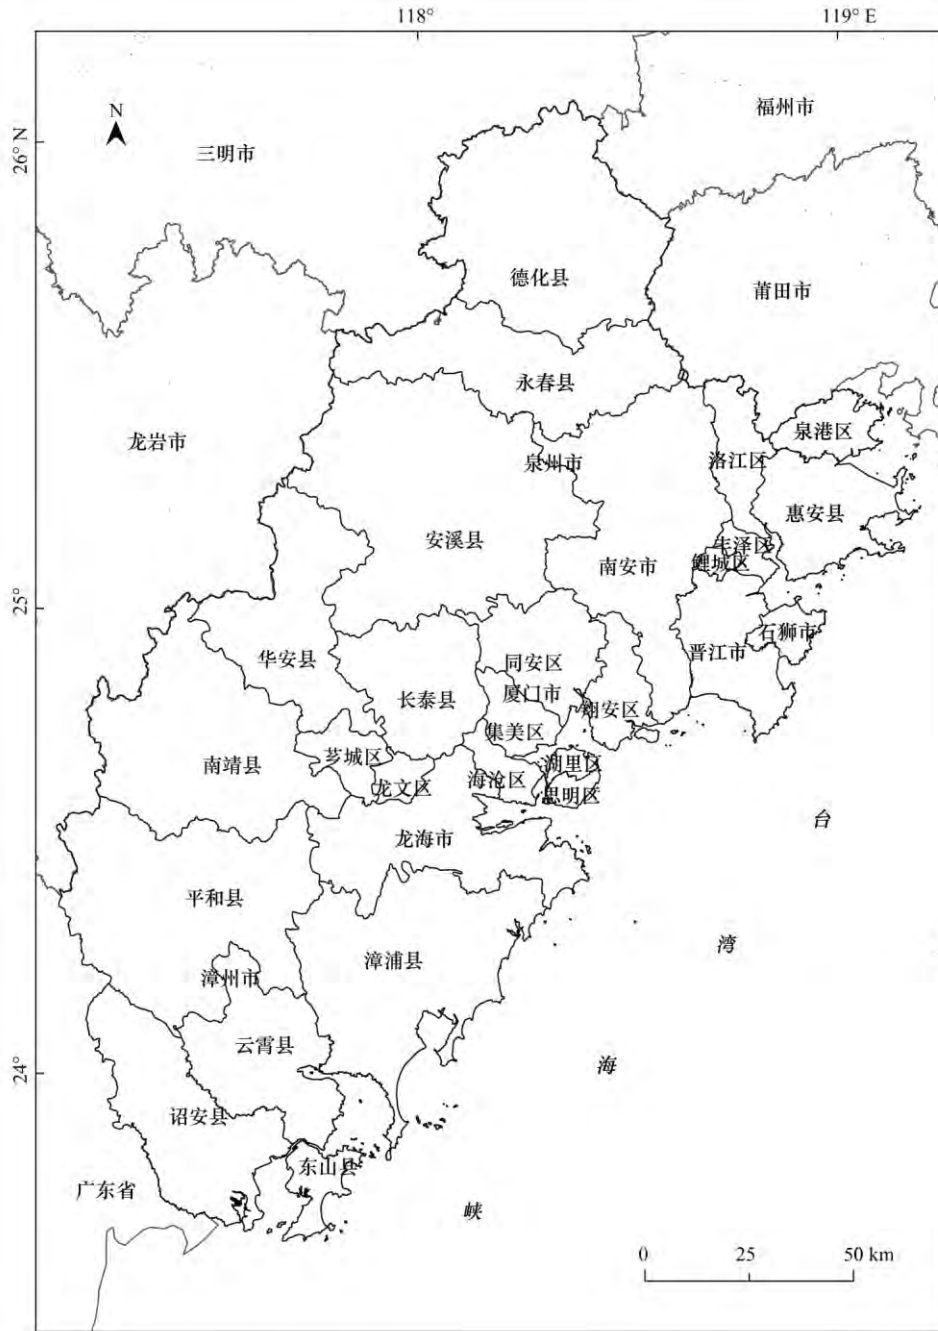 118°
119° E
N
福州市
26° N
三明市
德化县
莆田市
永春县
泉港区
龙岩市
泉州市
洛江区
惠安县
安溪县
丰泽区
鲤城区
南安市
25°
石狮市
华安县
同安区
晋江市
厦门市
长泰县
翔安区
集美区
芗城区
南靖县
湖里区
海沧区
龙文区
思明区
台
龙海市
平和县
湾
漳浦县
漳州市
云霄县
海
24°
诏安县
东山县
广东省
峡
0
25
50 km